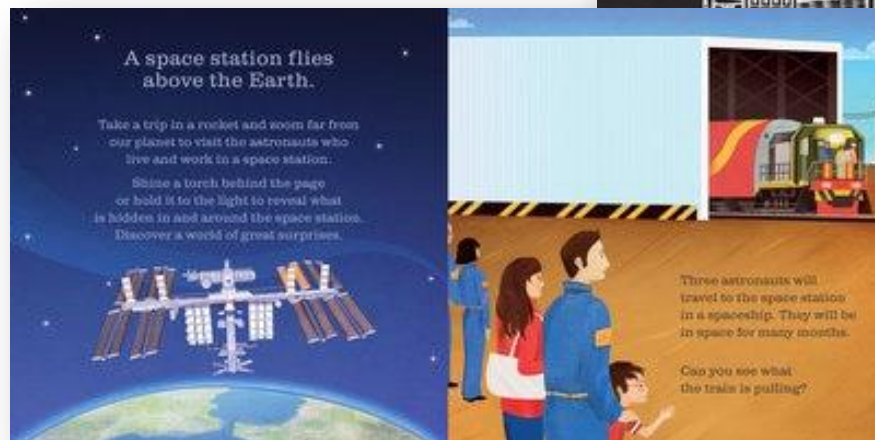 A space station flies
above the Earth.
Take a trip in a rocket and zoom far from
our planet to visit the astronauts who
live and work in a space station.
Shine a torch behind the page
or hold it to the light to reveal what
is hidden in and around the space station.
Discover a world of great surprises.
Three astronauts will
travel to the space station
in a spaceship. They will be
in space for many months.
Can you see what
the train is pulling?